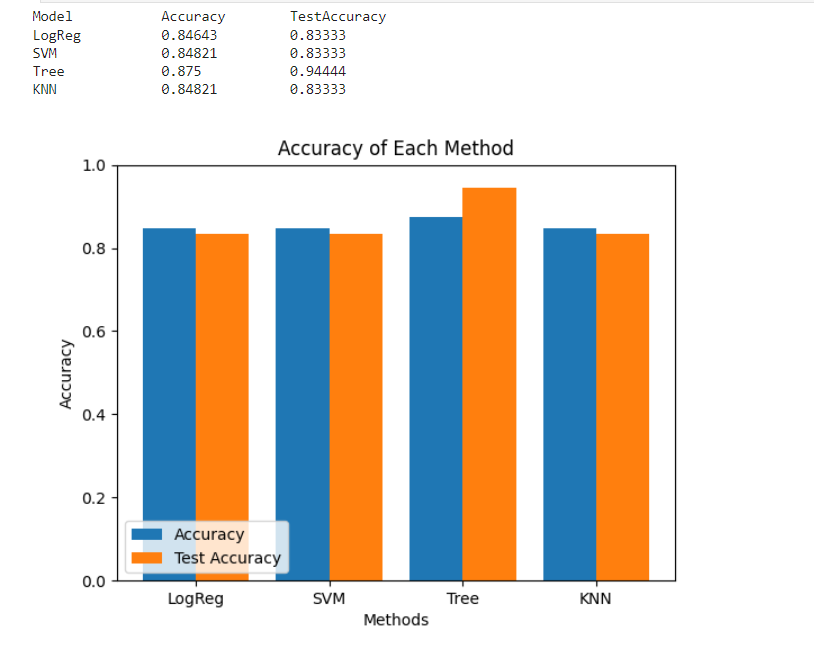 Model Accuracy TestAccuracy
LogReg 0.84643 0.83333
SVM 0.84821 0.83333
Tree 0.875 0.94444
KNN 0.84821 0.83333
Accuracy of Each Method
1.0
0.8
0.6
0.4
0.2
0.0
Accuracy
Accuracy
Test Accuracy
LogReg SVM Tree KNN
Methods